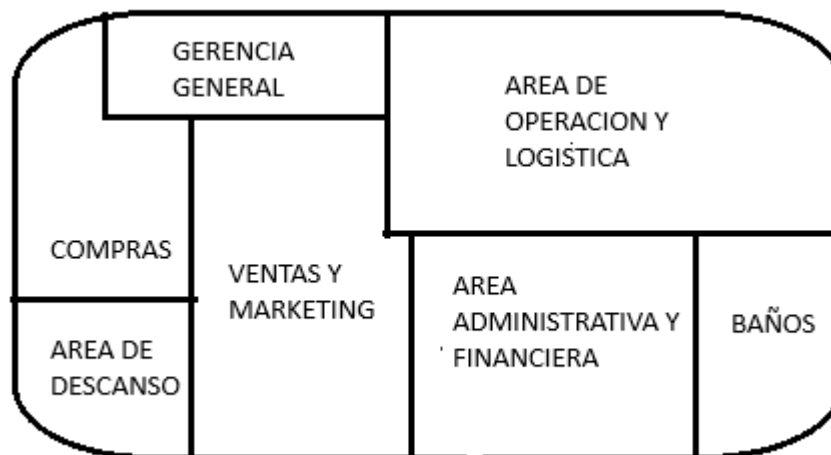 GERENCIA
GENERAL
AREA DE
OPERACION Y
LOGISTICA
COMPRAS
VENTAS Y
MARKETING
AREA
ADMINISTRATIVA Y
FINANCIERA
BAÑOS
AREA DE
DESCANSO